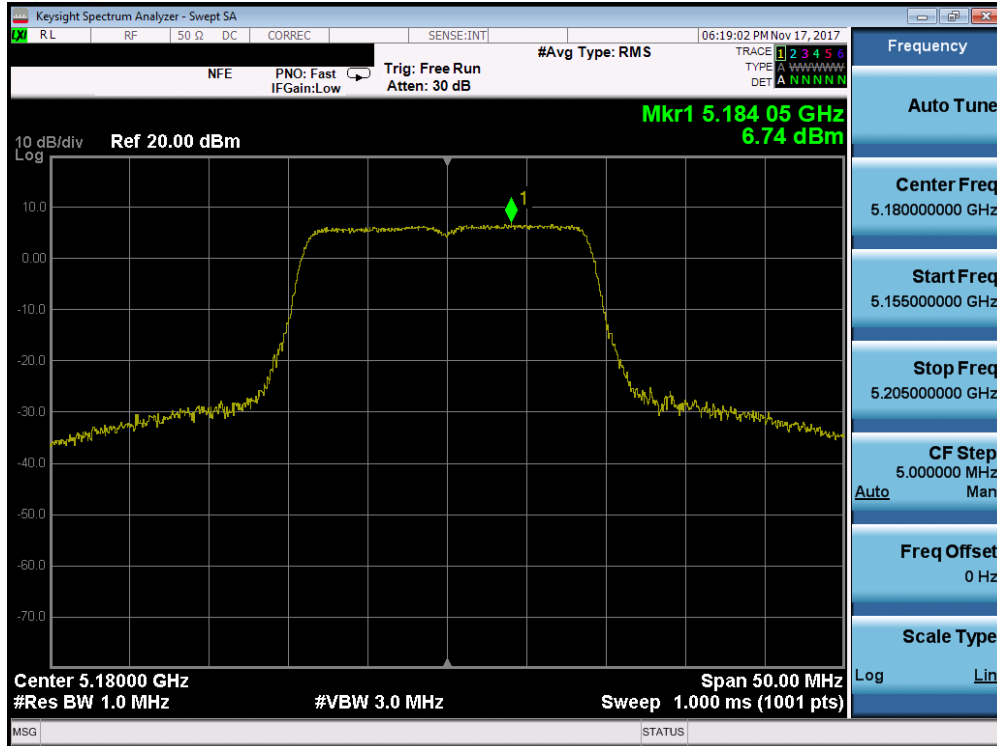 Keysight Spectrum Analyzer - Swept SA
LXI RL RF 50 Ω DC CORREC SENSE:INT 06:19:02 PM Nov 17, 2017
#Avg Type: RMS TRACE 1 2 3 4 5 6
NFE PNO: Fast Trig: Free Run TYPE A WWWWW
IFGain:Low Atten: 30 dB DET A N N N N N
Frequency
Mkr1 5.184 05 GHz
6.74 dBm
10 dB/div Ref 20.00 dBm
Log
1
10.0
0.00
-10.0
-20.0
-30.0
-40.0
-50.0
-60.0
-70.0
Center 5.18000 GHz Span 50.00 MHz
#Res BW 1.0 MHz #VBW 3.0 MHz Sweep 1.000 ms (1001 pts)
Auto Tune
Center Freq
5.180000000 GHz
Start Freq
5.155000000 GHz
Stop Freq
5.205000000 GHz
CF Step
5.000000 MHz
Auto Man
Freq Offset
0 Hz
Scale Type
Log Lin
MSG STATUS